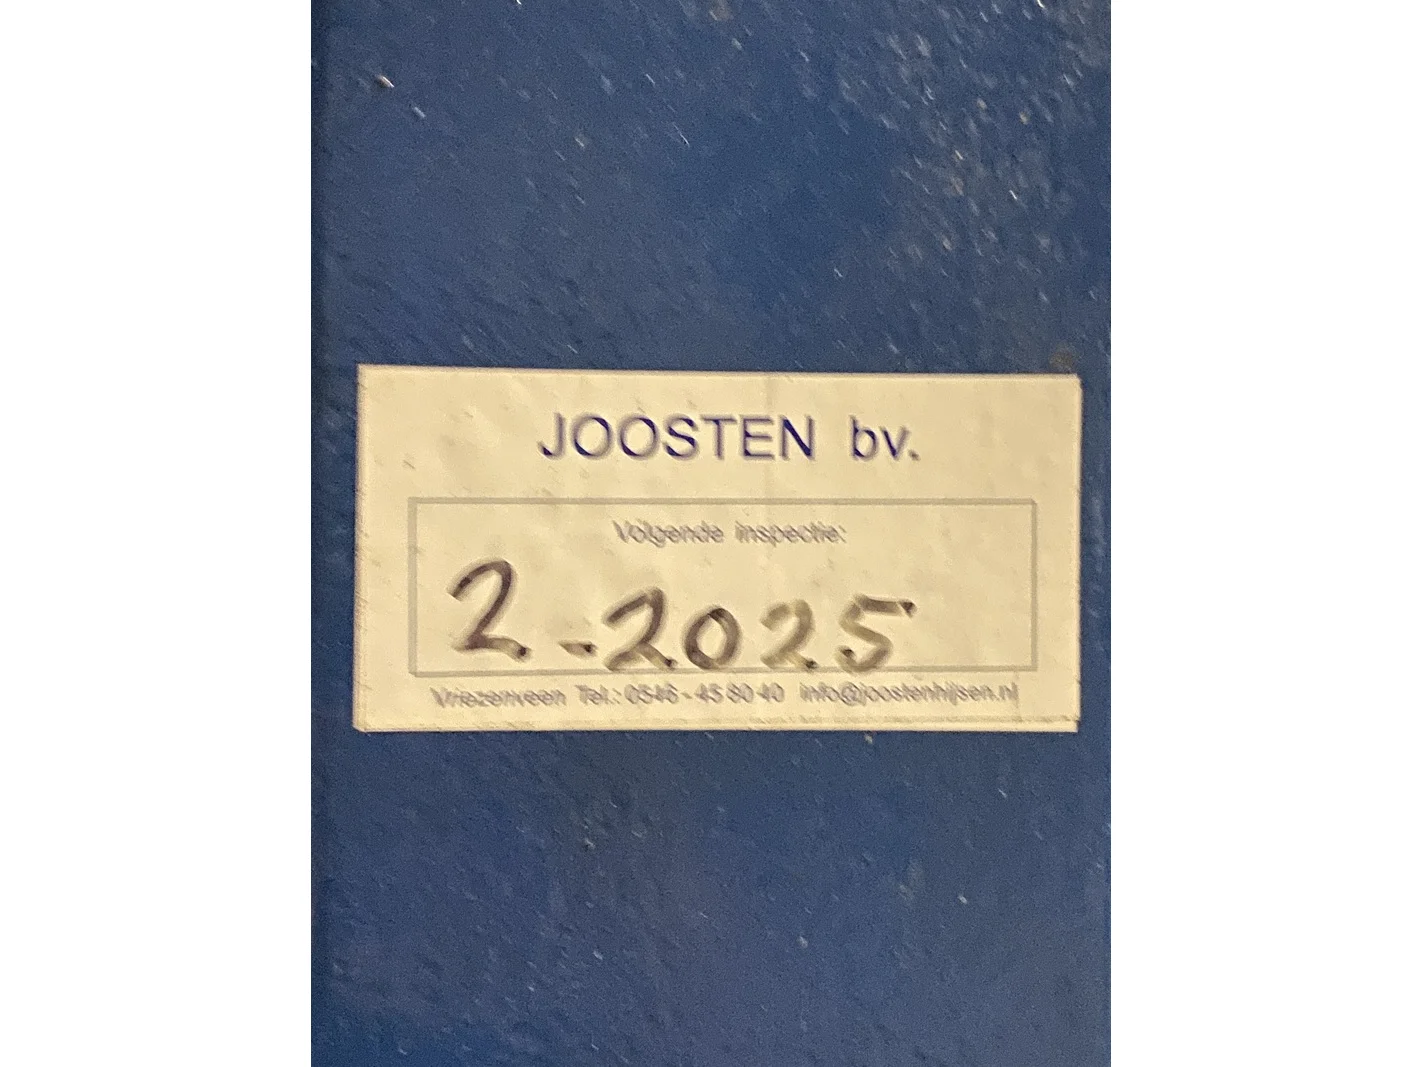 JOOSTEN bv.
Volgende inspectie:
2-2025
Vriezenveen Tel.: 0546 - 45 80 40 info@joostenhijsen.nl